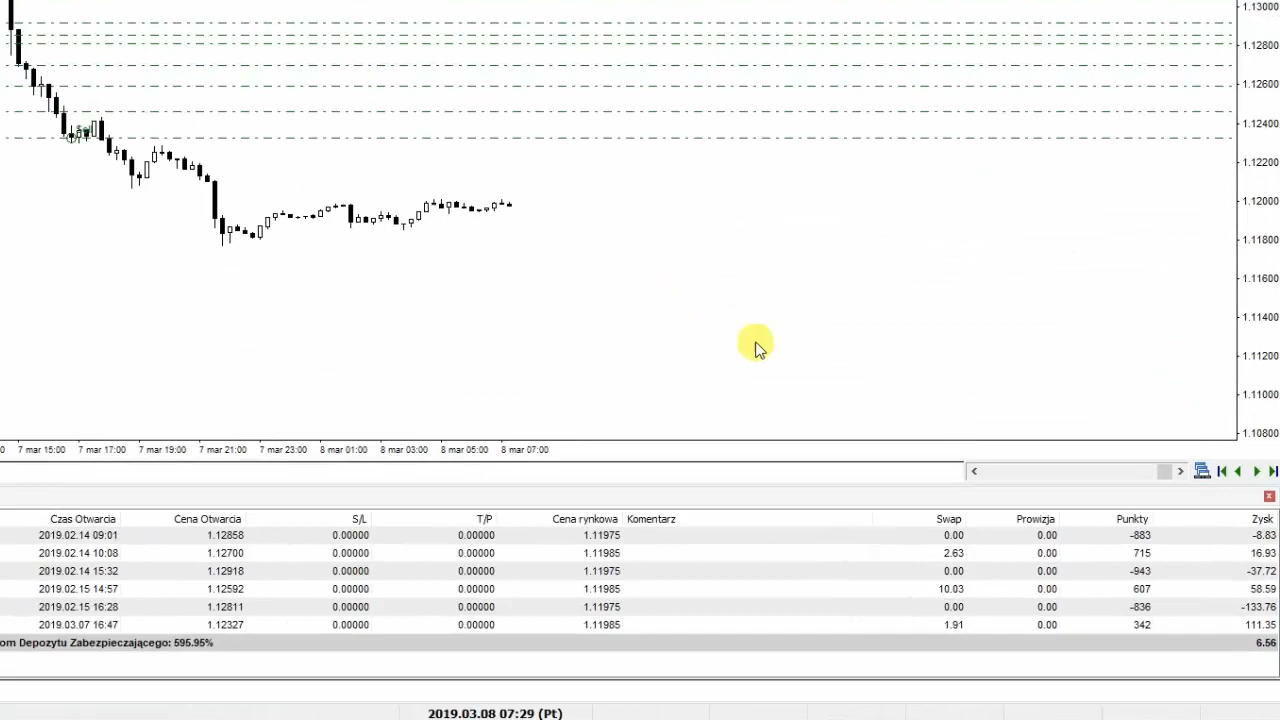 1.13000
1.12800
1.12600
1.12400
1.12200
1.12000
1.11800
1.11600
1.11400
1.11200
1.11000
1.10800
0 7 mar 15:00 7 mar 17:00 7 mar 19:00 7 mar 21:00 7 mar 23:00 8 mar 01:00 8 mar 03:00 8 mar 05:00 8 mar 07:00
Czas Otwarcia Cena Otwarcia S/L T/P Cena rynkowa Komentarz Swap Prowizja Punkty Zysk
2019.02.14 09:01 1.12858 0.00000 0.00000 1.11975 0.00 0.00 -883 -8.83
2019.02.14 10:08 1.12700 0.00000 0.00000 1.11985 2.63 0.00 715 16.93
2019.02.14 15:32 1.12918 0.00000 0.00000 1.11975 0.00 0.00 -943 -37.72
2019.02.15 14:57 1.12592 0.00000 0.00000 1.11985 10.03 0.00 607 58.59
2019.02.15 16:28 1.12811 0.00000 0.00000 1.11975 0.00 0.00 -836 -133.76
2019.03.07 16:47 1.12327 0.00000 0.00000 1.11985 1.91 0.00 342 111.35
om Depozytu Zabezpieczającego: 595.95% 6.56
2019.03.08 07:29 (Pt)